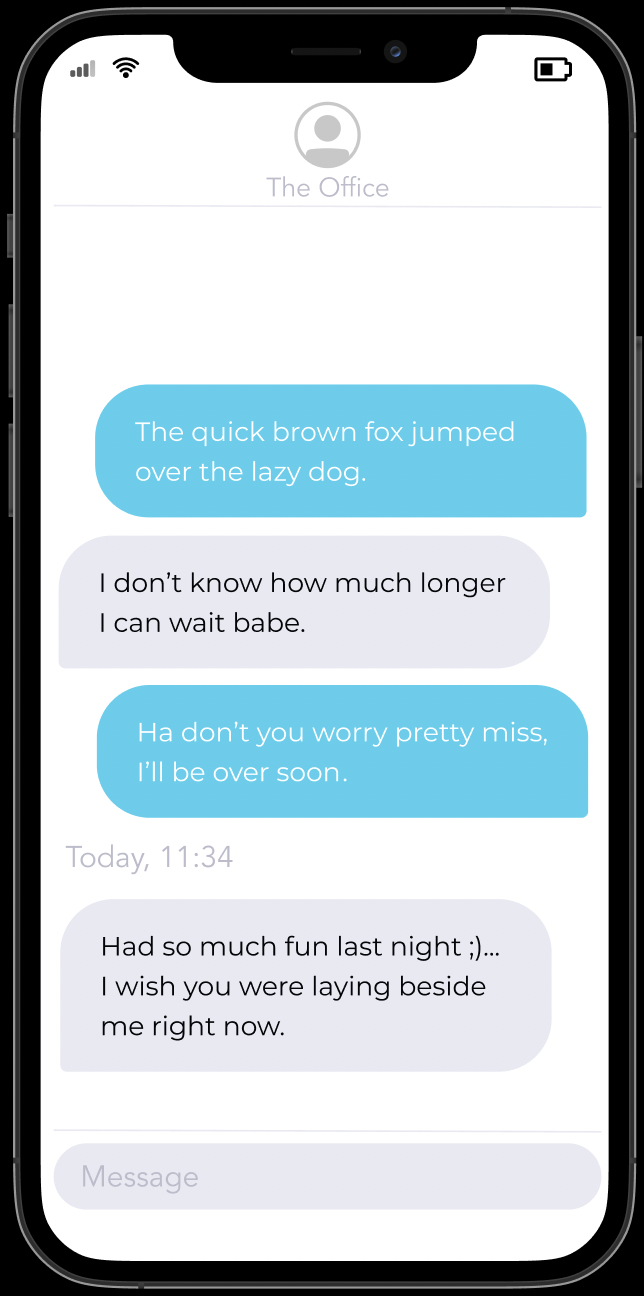 The Office
The quick brown fox jumped
over the lazy dog.
I don’t know how much longer
I can wait babe.
Ha don’t you worry pretty miss,
I’ll be over soon.
Today, 11:34
Had so much fun last night ;)...
I wish you were laying beside
me right now.
Message